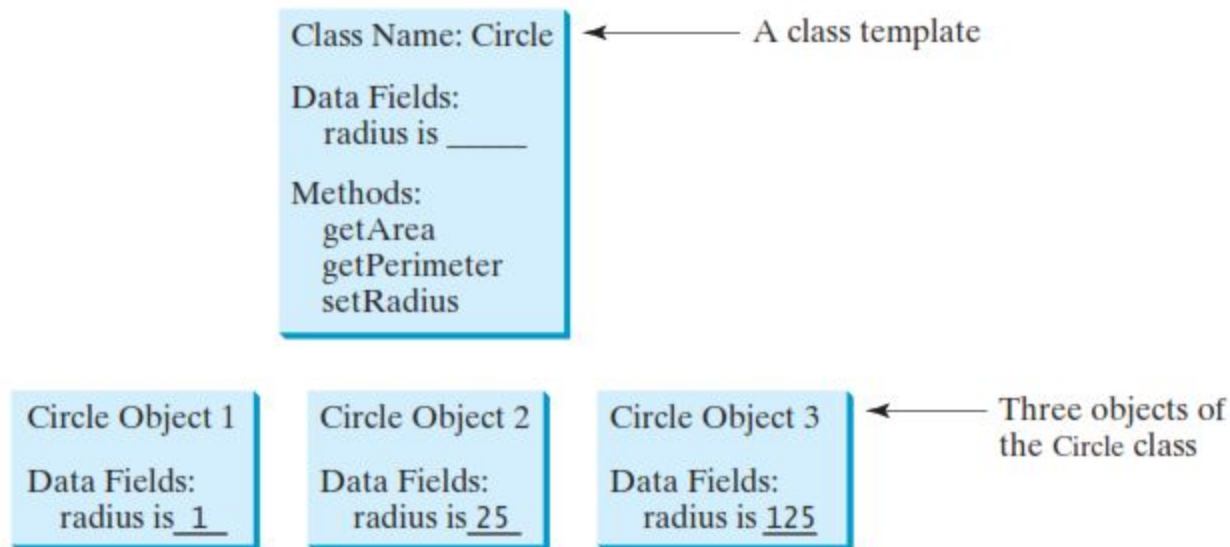 Class Name: Circle
A class template
Data Fields:
radius is _____
Methods:
getArea
getPerimeter
setRadius
Circle Object 1
Data Fields:
radius is 1
Circle Object 2
Data Fields:
radius is 25
Circle Object 3
Data Fields:
radius is 125
Three objects of
the Circle class